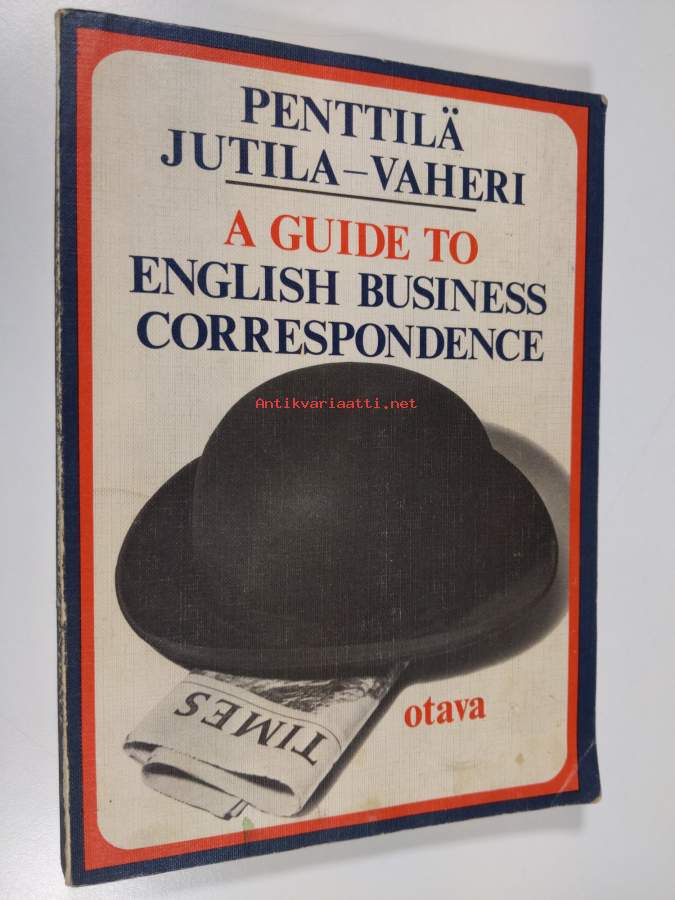 PENTTILÄ
JUTILA–VAHERI
A GUIDE TO
ENGLISH BUSINESS
CORRESPONDENCE
Antikvariaatti.net
TIMES
otava